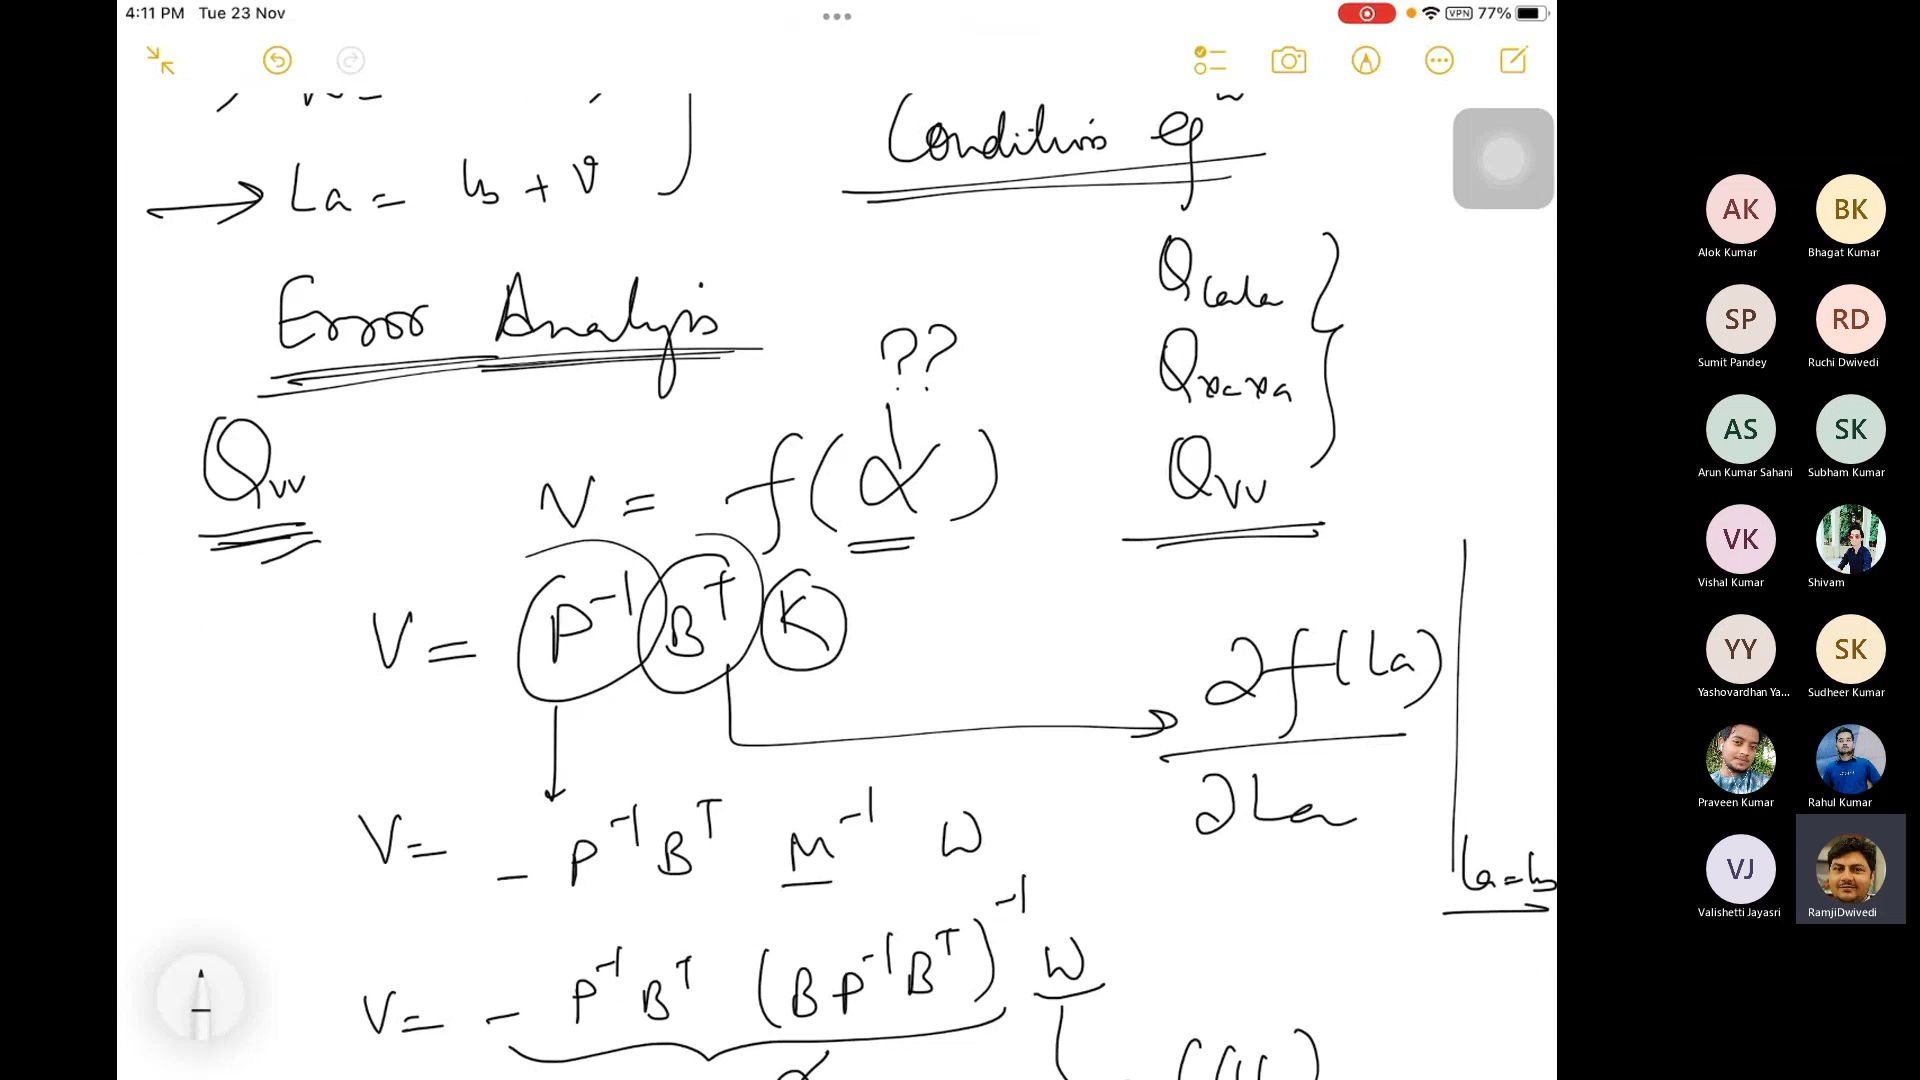 4:11 PM Tue 23 Nov
VPN 77%
La = Lb + V
Condition eqn
Error Analysis
??
QLaLa
Qxaxa
Qvv
Qvv
V = f(α)
V = P⁻¹ Bᵀ K
∂f(La)
∂La
La = Lb
V = - P⁻¹ Bᵀ M⁻¹ W
V = - P⁻¹ Bᵀ (B P⁻¹ Bᵀ)⁻¹ W
AK
BK
Alok Kumar
Bhagat Kumar
SP
RD
Sumit Pandey
Ruchi Dwivedi
AS
SK
Arun Kumar Sahani
Subham Kumar
VK
Vishal Kumar
Shivam
YY
SK
Yashovardhan Ya...
Sudheer Kumar
Praveen Kumar
Rahul Kumar
VJ
Valishetti Jayasri
RamjiDwivedi